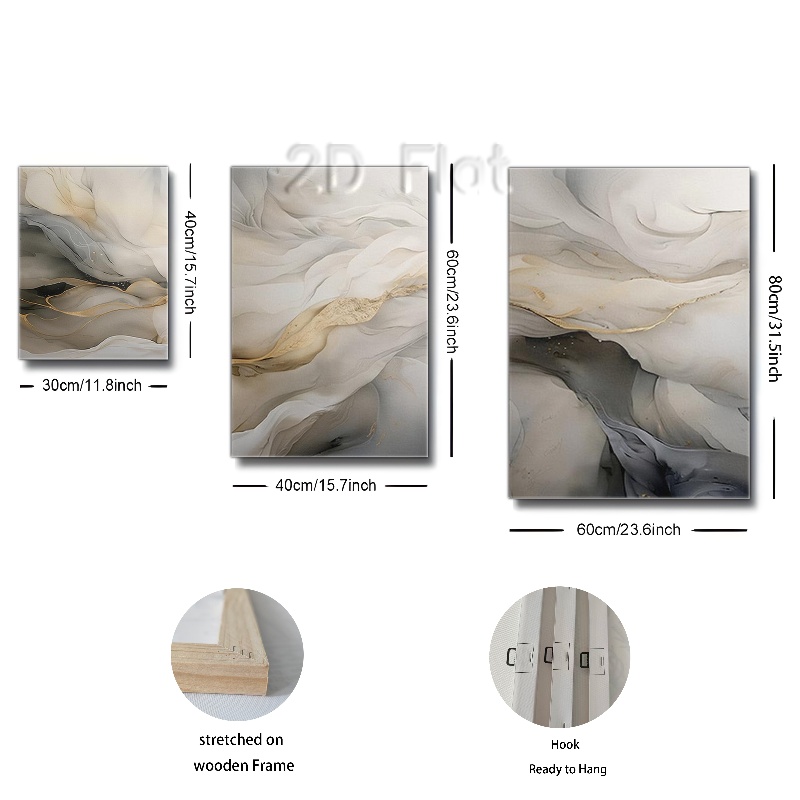 2D Flat
40cm/15.7inch
30cm/11.8inch
60cm/23.6inch
40cm/15.7inch
80cm/31.5inch
60cm/23.6inch
stretched on
wooden Frame
Hook
Ready to Hang